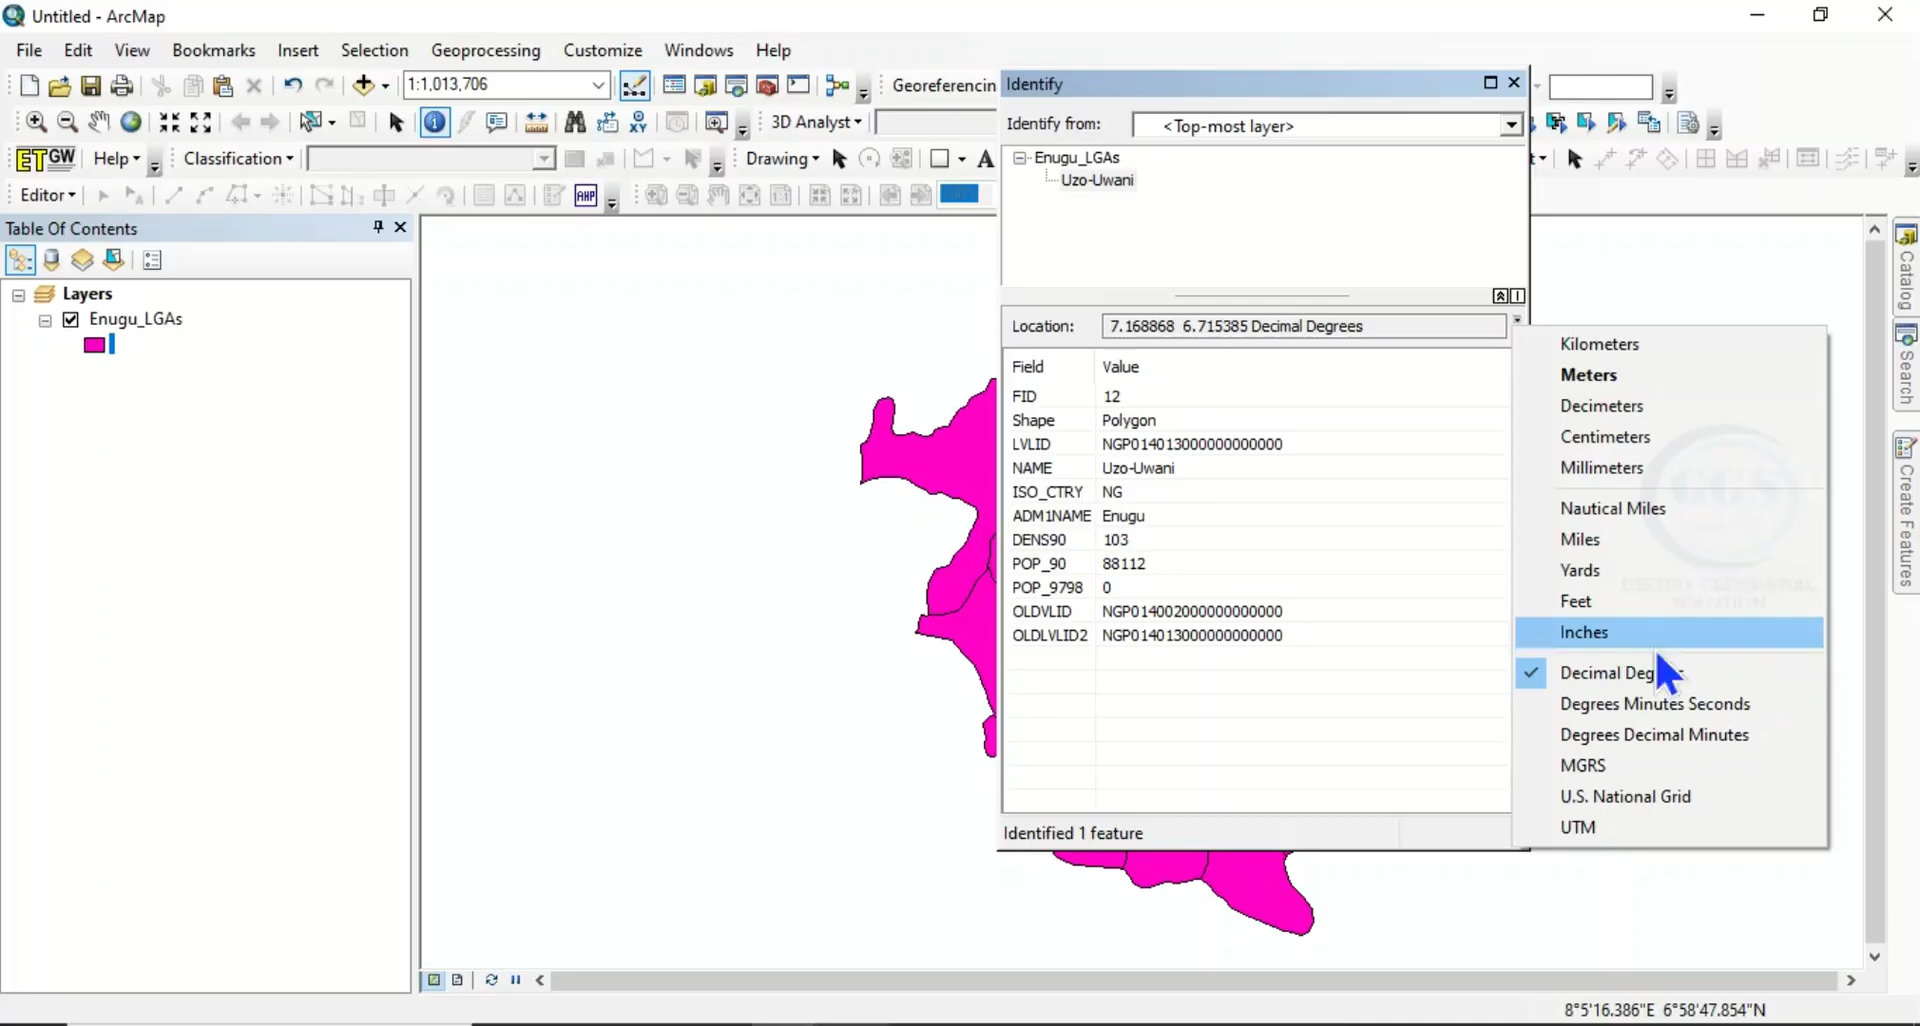 Untitled - ArcMap
File Edit View Bookmarks Insert Selection Geoprocessing Customize Windows Help
1:1,013,706 Georeferencin
3D Analyst
ET GW Help Classification Drawing A
Editor AHP
Table Of Contents
Layers
Enugu_LGAs
Identify
Identify from: <Top-most layer>
Enugu_LGAs
Uzo-Uwani
Location: 7.168868 6.715385 Decimal Degrees
Field Value
FID 12
Shape Polygon
LVLID NGP014013000000000000
NAME Uzo-Uwani
ISO_CTRY NG
ADM1NAME Enugu
DENS90 103
POP_90 88112
POP_9798 0
OLDVLID NGP014002000000000000
OLDLVLID2 NGP014013000000000000
Identified 1 feature
Kilometers
Meters
Decimeters
Centimeters
Millimeters
Nautical Miles
Miles
Yards
Feet
Inches
Decimal Deg
Degrees Minutes Seconds
Degrees Decimal Minutes
MGRS
U.S. National Grid
UTM
Catalog
Search
Create Features
8°5'16.386"E 6°58'47.854"N